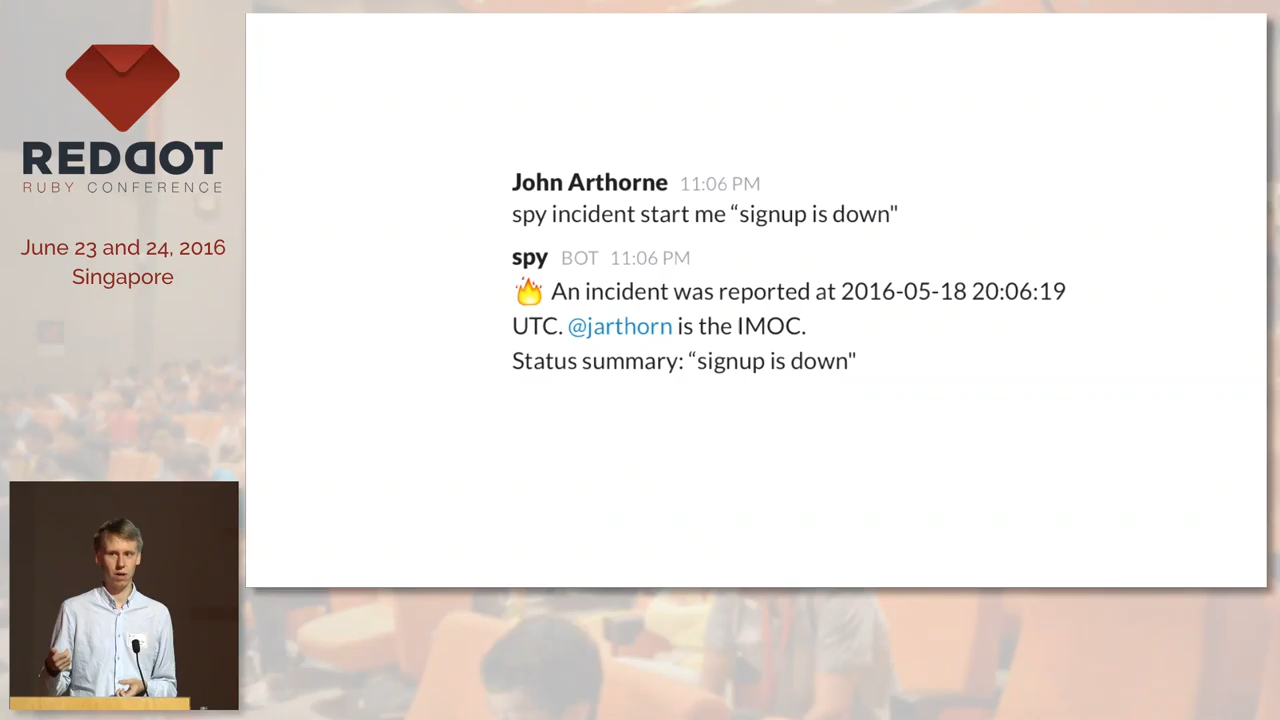 REDDOT
RUBY CONFERENCE
June 23 and 24, 2016
Singapore
John Arthorne 11:06 PM
spy incident start me “signup is down"
spy BOT 11:06 PM
🔥 An incident was reported at 2016-05-18 20:06:19
UTC. @jarthorn is the IMOC.
Status summary: “signup is down"